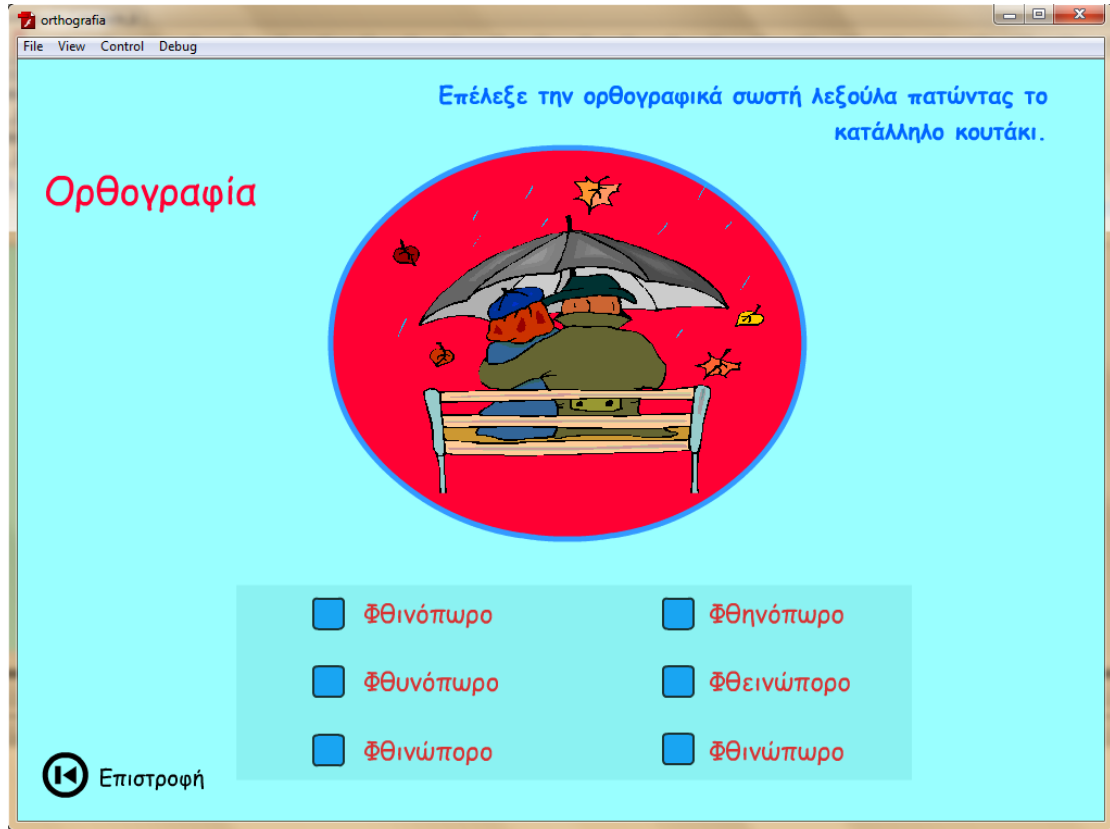 orthografia
File View Control Debug
Επέλεξε την ορθογραφικά σωστή λεξούλα πατώντας το
κατάλληλο κουτάκι.
Ορθογραφία
Φθινόπωρο Φθηνόπωρο
Φθυνόπωρο Φθεινώπορο
Φθινώπορο Φθινώπωρο
Επιστροφή